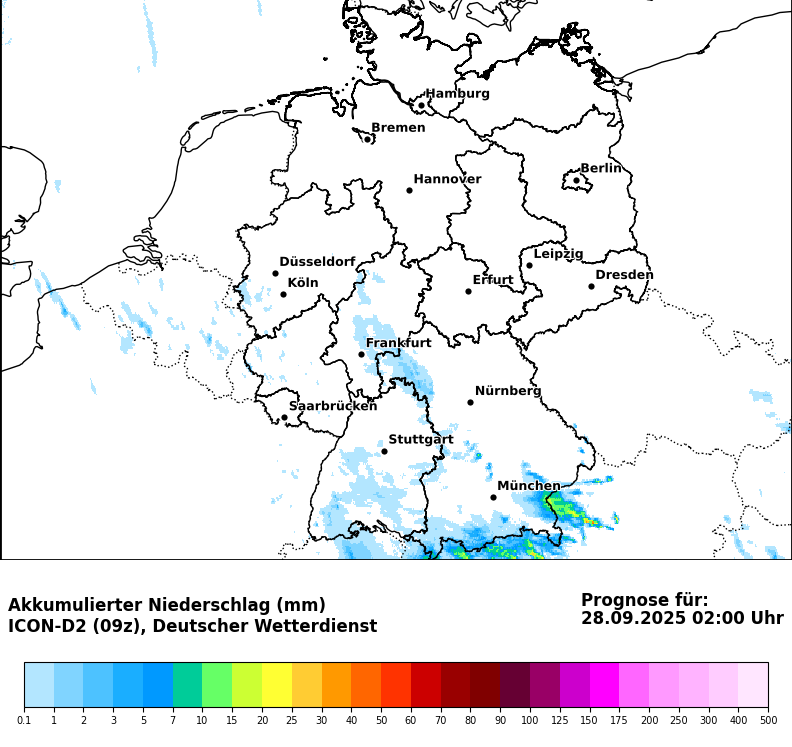 Hamburg
Bremen
Berlin
Hannover
Leipzig
Düsseldorf
Dresden
Köln
Erfurt
Frankfurt
Nürnberg
Saarbrücken
Stuttgart
München
Akkumulierter Niederschlag (mm)
ICON-D2 (09z), Deutscher Wetterdienst
Prognose für:
28.09.2025 02:00 Uhr
0.1 1 2 3 5 7 10 15 20 25 30 40 50 60 70 80 90 100 125 150 175 200 250 300 400 500